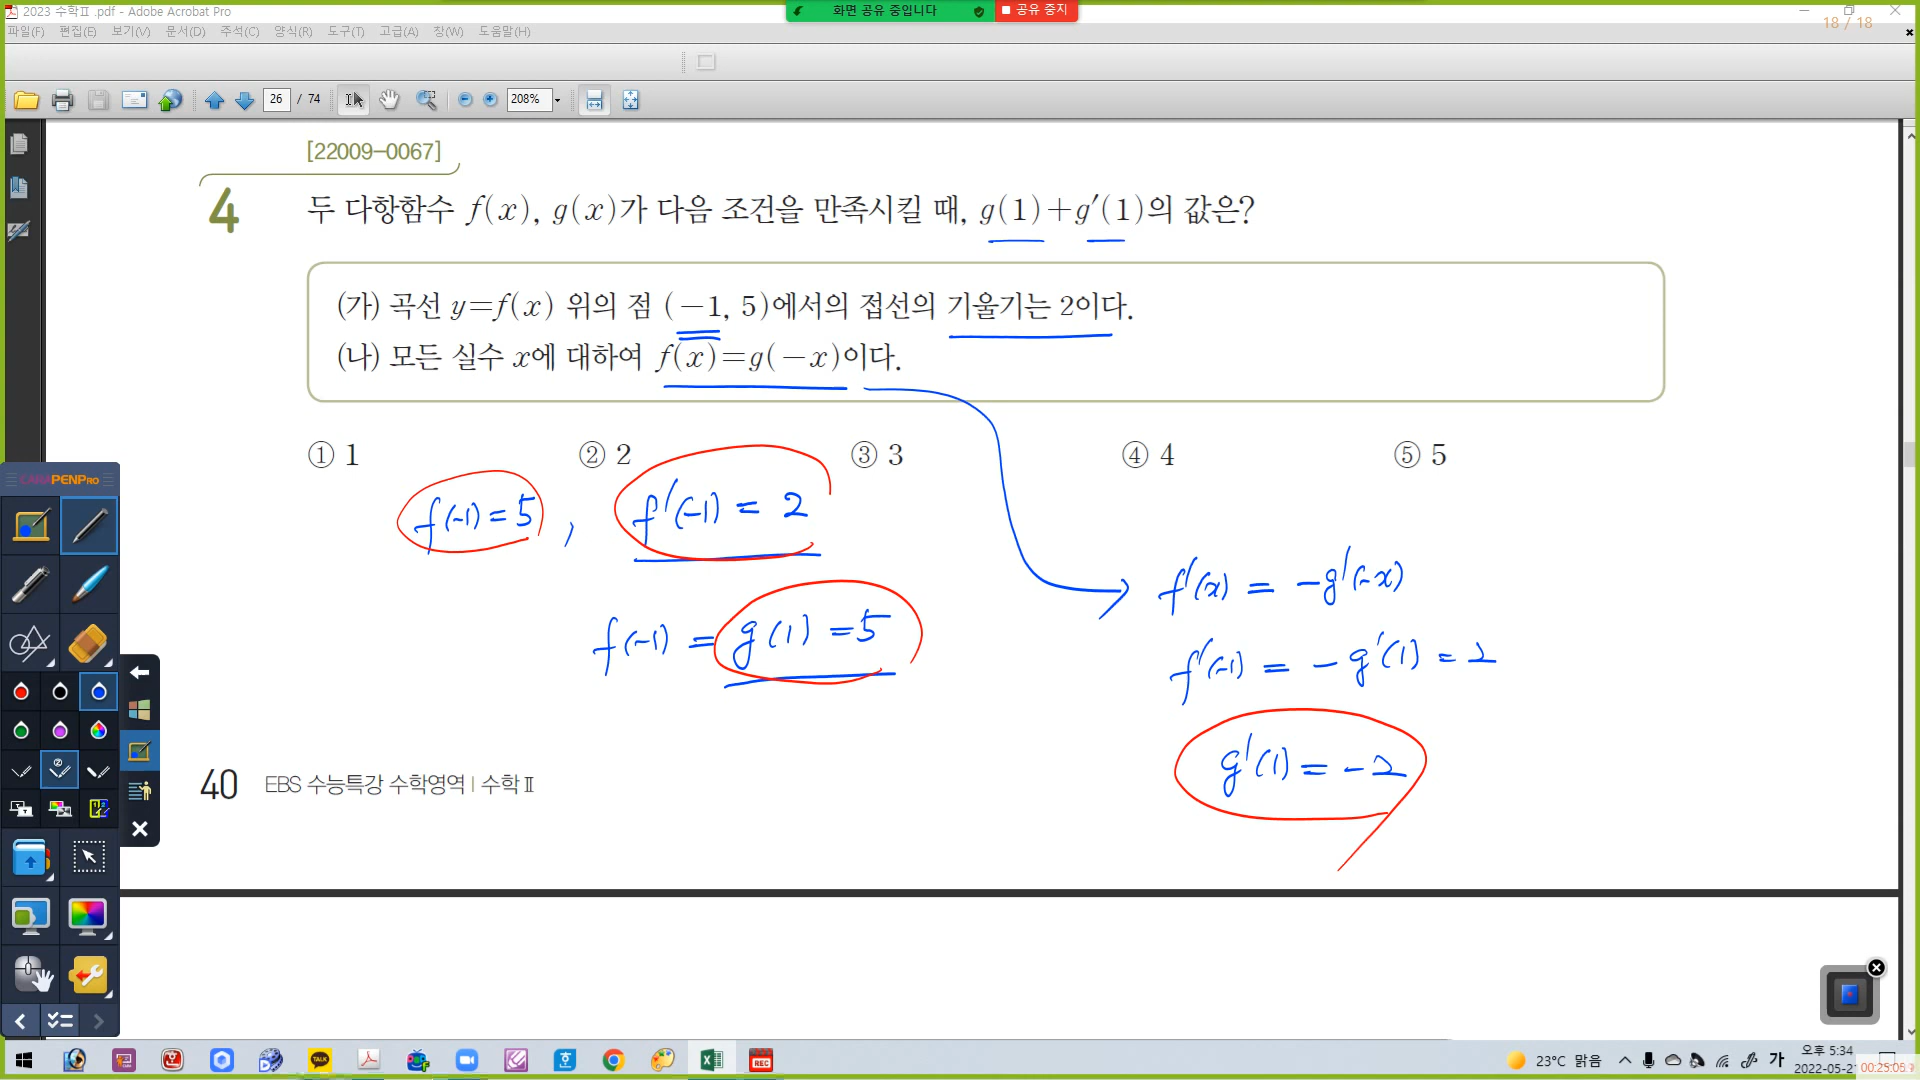 2023 수학Ⅱ .pdf - Adobe Acrobat Pro
화면 공유 중입니다
공유 중지
18 / 18
파일(F) 편집(E) 보기(V) 문서(D) 주석(C) 양식(R) 도구(T) 고급(A) 창(W) 도움말(H)
26 / 74
208%
[22009-0067]
4 두 다항함수 f(x), g(x)가 다음 조건을 만족시킬 때, g(1)+g′(1)의 값은?
(가) 곡선 y=f(x) 위의 점 (-1, 5)에서의 접선의 기울기는 2이다.
(나) 모든 실수 x에 대하여 f(x)=g(-x)이다.
① 1 ② 2 ③ 3 ④ 4 ⑤ 5
f(-1)=5, f′(-1)=2
f(-1)=g(1)=5
f′(x)=-g′(-x)
f′(-1)=-g′(1)=2
g′(1)=-2
40 EBS 수능특강 수학영역 | 수학Ⅱ
PENPRO
②
TALK
REC
23°C 맑음
가
오후 5:34
2022-05-21